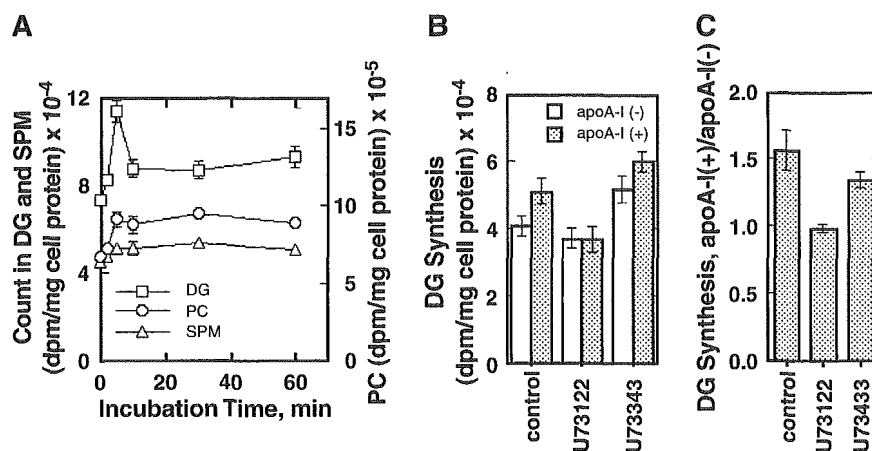 A
Count in DG and SPM
(dpm/mg cell protein) x 10-4
12
8
4
0
15
10
5
0
PC (dpm/mg cell protein) x 10-5
DG
PC
SPM
0
20
40
60
Incubation Time, min
B
DG Synthesis
(dpm/mg cell protein) x 10-4
8
6
4
2
0
apoA-I (-)
apoA-I (+)
control
U73122
U73343
C
DG Synthesis, apoA-I(+)/apoA-I(-)
2.0
1.5
1.0
0.5
0.0
control
U73122
U73433